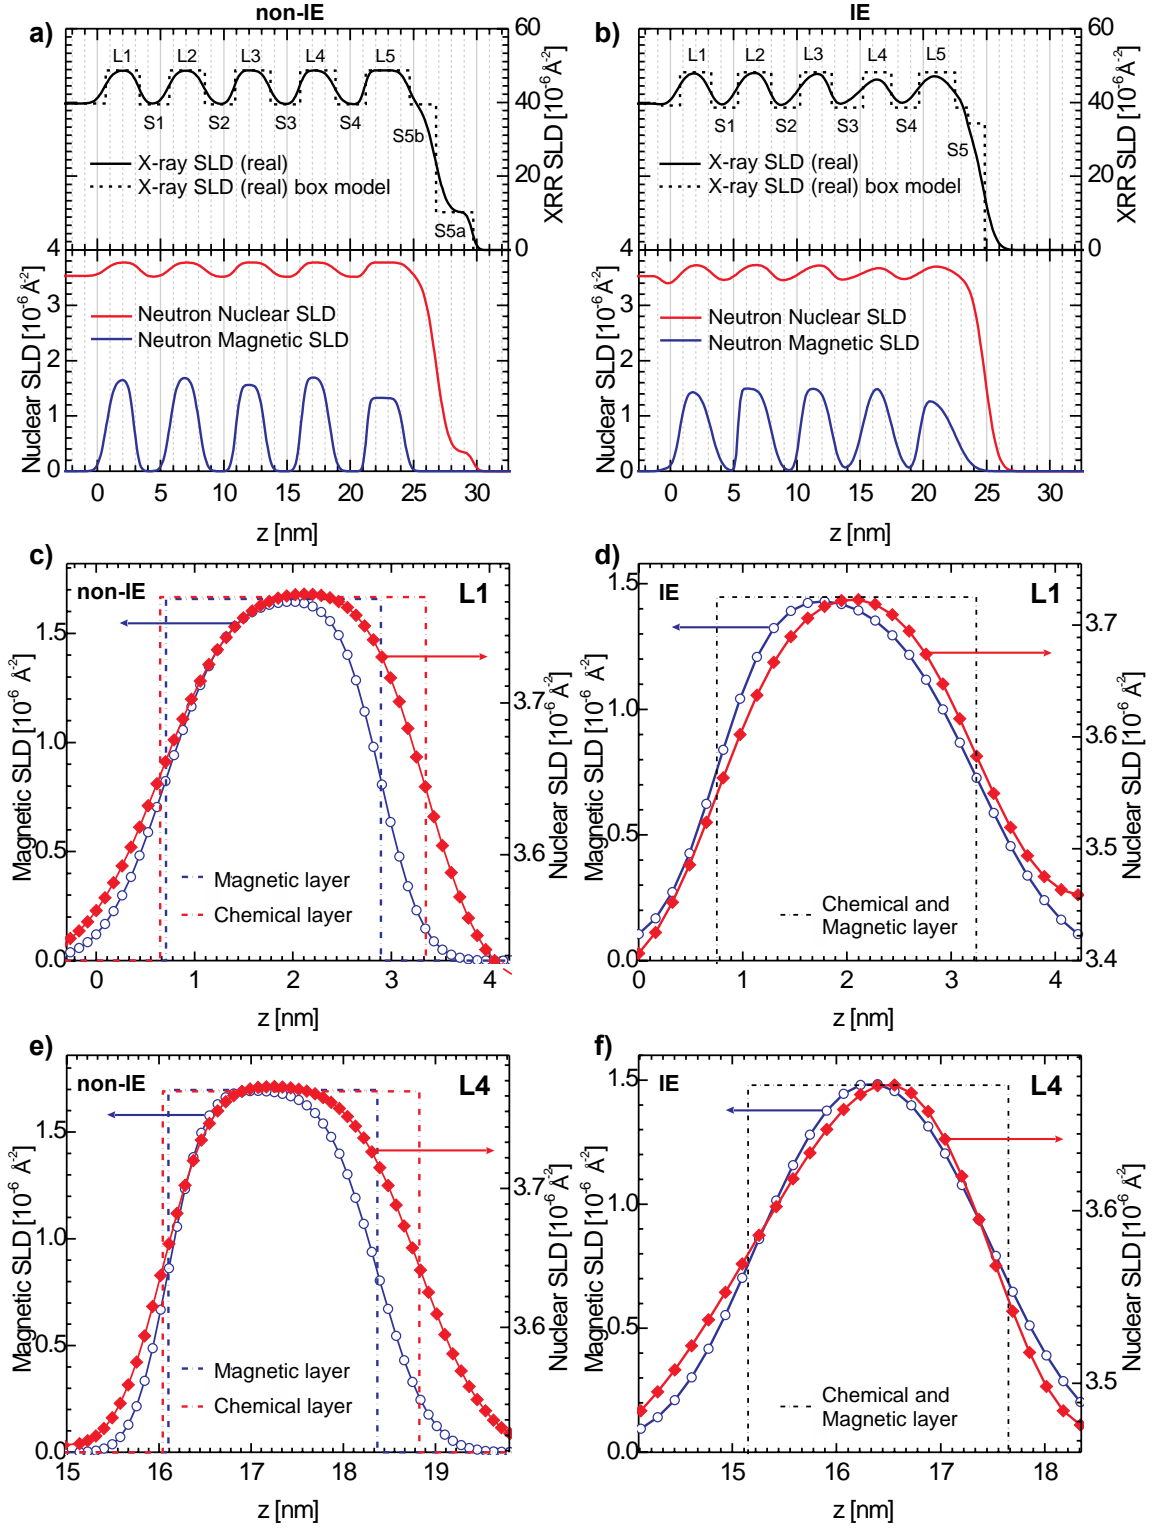 non-IE
IE
a)
b)
60
40
20
0
XRR SLD [10⁻⁶ Å⁻²]
L1 L2 L3 L4 L5
S1 S2 S3 S4
S5b
S5a
X-ray SLD (real)
X-ray SLD (real) box model
4
3
2
1
0
Nuclear SLD [10⁻⁶ Å⁻²]
Neutron Nuclear SLD
Neutron Magnetic SLD
0 5 10 15 20 25 30
z [nm]
60
40
20
0
XRR SLD [10⁻⁶ Å⁻²]
L1 L2 L3 L4 L5
S1 S2 S3 S4
S5
X-ray SLD (real)
X-ray SLD (real) box model
4
3
2
1
0
Nuclear SLD [10⁻⁶ Å⁻²]
Neutron Nuclear SLD
Neutron Magnetic SLD
0 5 10 15 20 25 30
z [nm]
c)
non-IE
L1
1.5
1.0
0.5
0.0
Magnetic SLD [10⁻⁶ Å⁻²]
3.7
3.6
Nuclear SLD [10⁻⁶ Å⁻²]
Magnetic layer
Chemical layer
0 1 2 3 4
z [nm]
d)
IE
L1
1.5
1.0
0.5
0.0
Magnetic SLD [10⁻⁶ Å⁻²]
3.7
3.6
3.5
3.4
Nuclear SLD [10⁻⁶ Å⁻²]
Chemical and
Magnetic layer
0 1 2 3 4
z [nm]
e)
non-IE
L4
1.5
1.0
0.5
0.0
Magnetic SLD [10⁻⁶ Å⁻²]
3.7
3.6
Nuclear SLD [10⁻⁶ Å⁻²]
Magnetic layer
Chemical layer
15 16 17 18 19
z [nm]
f)
IE
L4
1.5
1.0
0.5
0.0
Magnetic SLD [10⁻⁶ Å⁻²]
3.6
3.5
Nuclear SLD [10⁻⁶ Å⁻²]
Chemical and
Magnetic layer
15 16 17 18
z [nm]